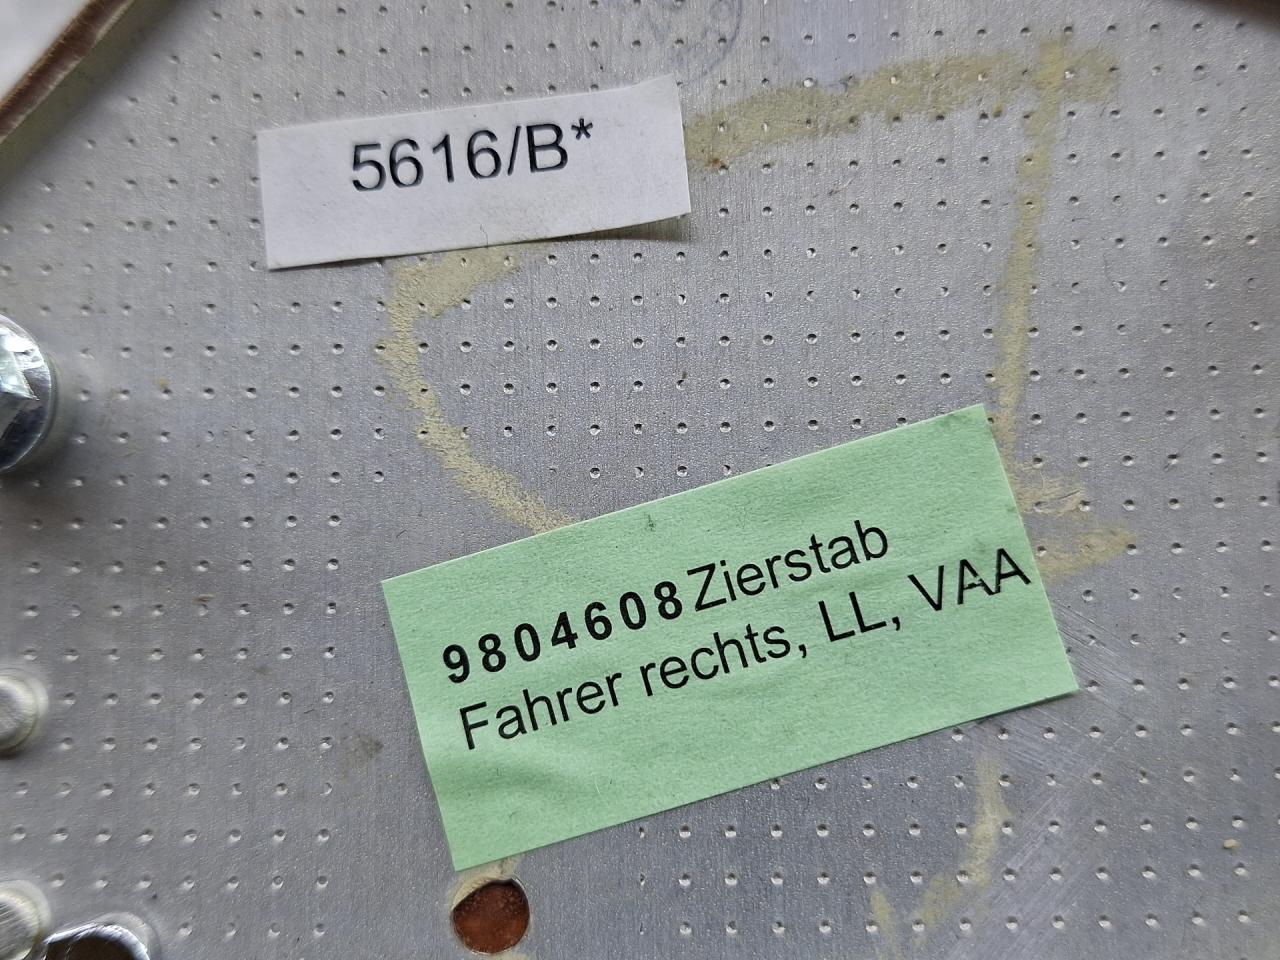 5616/B*
9804608 Zierstab
Fahrer rechts, LL, VAA